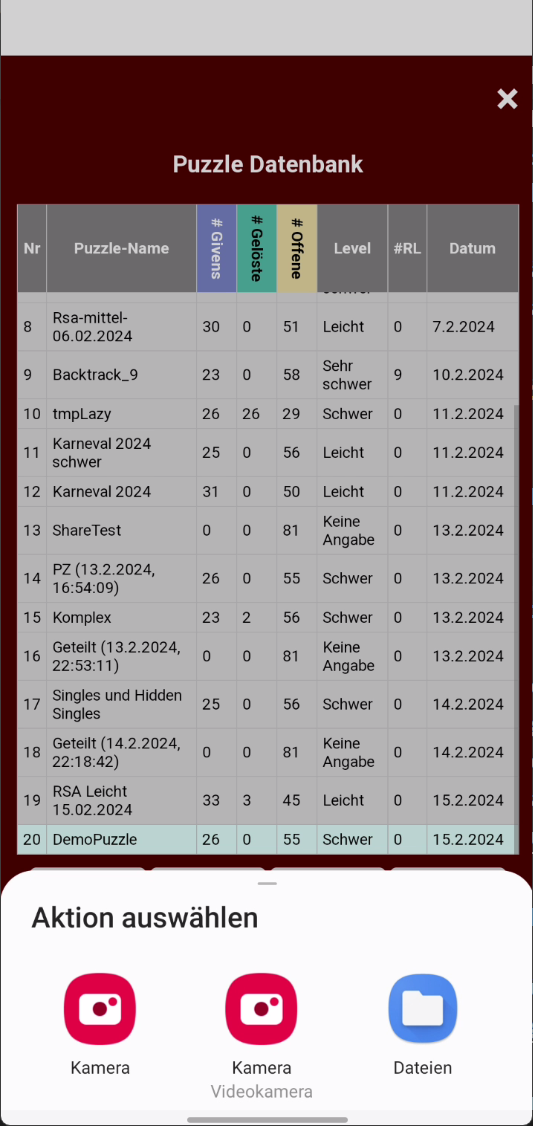 Puzzle Datenbank
Nr Puzzle-Name # Givens # Gelöste # Offene Level #RL Datum
8 Rsa-mittel-06.02.2024 30 0 51 Leicht 0 7.2.2024
9 Backtrack_9 23 0 58 Sehr schwer 9 10.2.2024
10 tmpLazy 26 26 29 Schwer 0 11.2.2024
11 Karneval 2024 schwer 25 0 56 Leicht 0 11.2.2024
12 Karneval 2024 31 0 50 Leicht 0 11.2.2024
13 ShareTest 0 0 81 Keine Angabe 0 13.2.2024
14 PZ (13.2.2024, 16:54:09) 26 0 55 Schwer 0 13.2.2024
15 Komplex 23 2 56 Schwer 0 13.2.2024
16 Geteilt (13.2.2024, 22:53:11) 0 0 81 Keine Angabe 0 13.2.2024
17 Singles und Hidden Singles 25 0 56 Schwer 0 14.2.2024
18 Geteilt (14.2.2024, 22:18:42) 0 0 81 Keine Angabe 0 14.2.2024
19 RSA Leicht 15.02.2024 33 3 45 Leicht 0 15.2.2024
20 DemoPuzzle 26 0 55 Schwer 0 15.2.2024
Aktion auswählen
Kamera Kamera Dateien
Videokamera